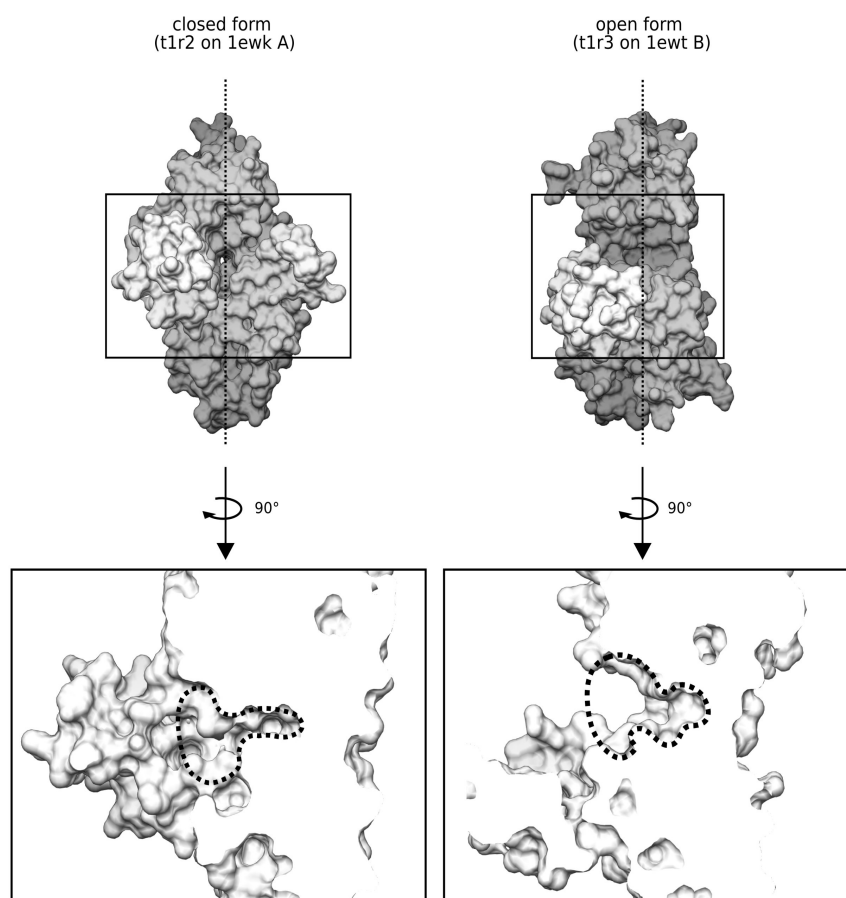 closed form
(t1r2 on 1ewk A)
open form
(t1r3 on 1ewt B)
90°
90°